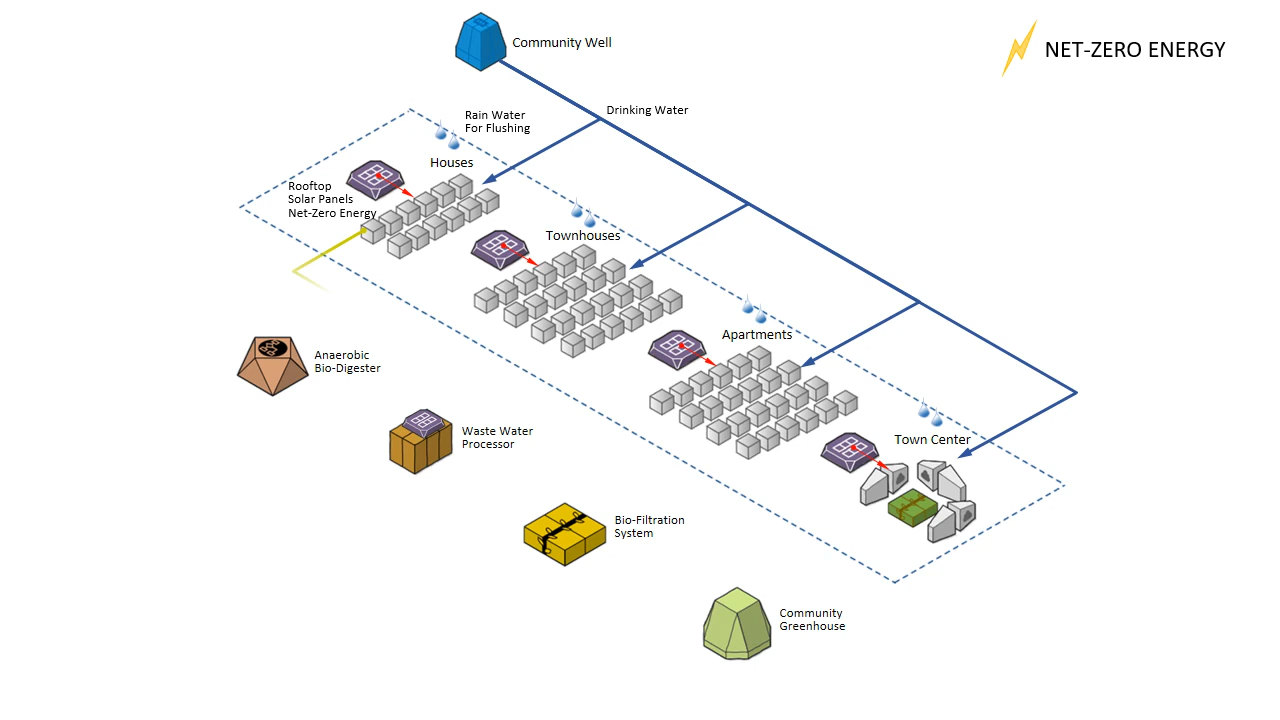 Community Well
NET-ZERO ENERGY
Drinking Water
Rain Water
For Flushing
Houses
Rooftop
Solar Panels
Net-Zero Energy
Townhouses
Apartments
Anaerobic
Bio-Digester
Waste Water
Processor
Town Center
Bio-Filtration
System
Community
Greenhouse